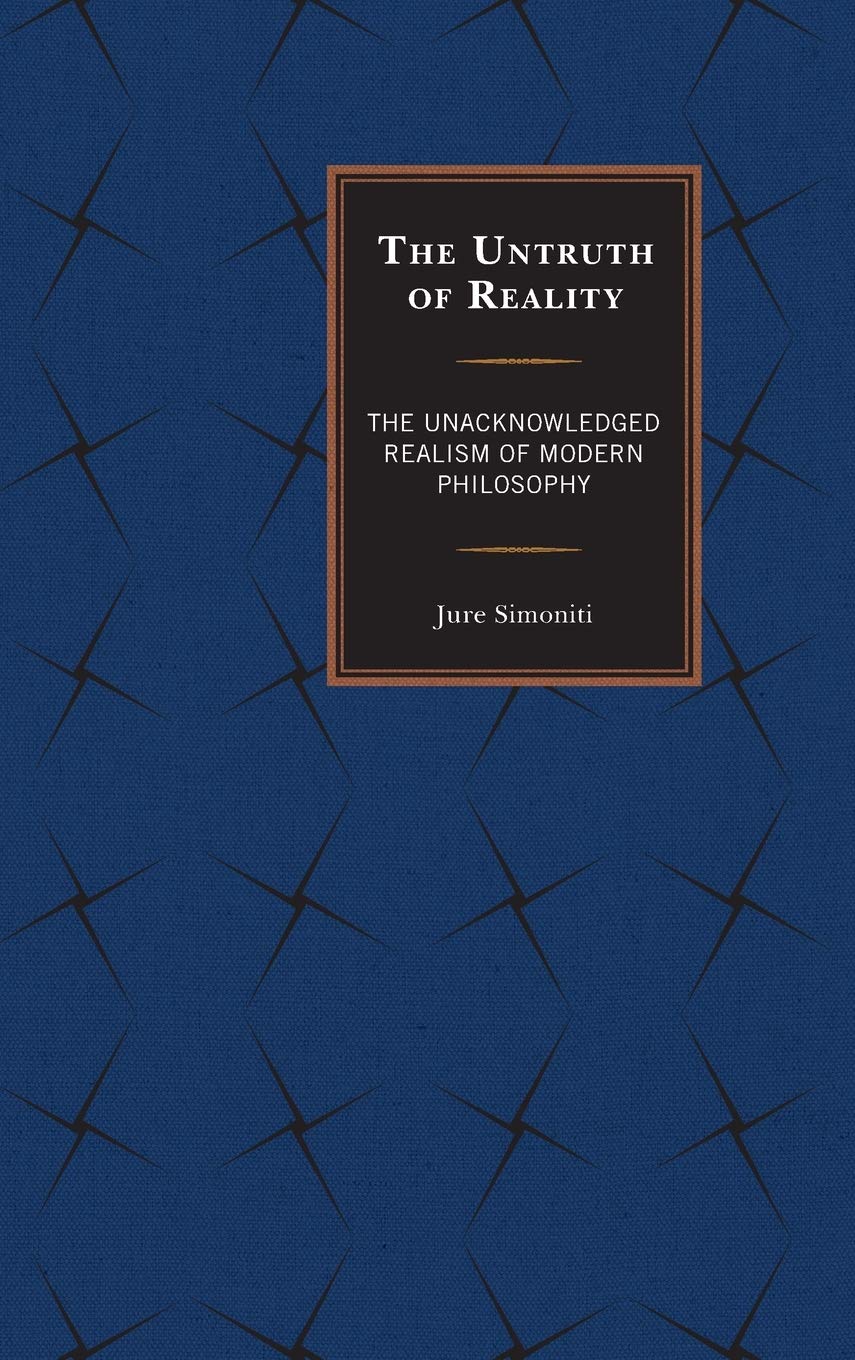 The Untruth
of Reality
THE UNACKNOWLEDGED
REALISM OF MODERN
PHILOSOPHY
Jure Simoniti